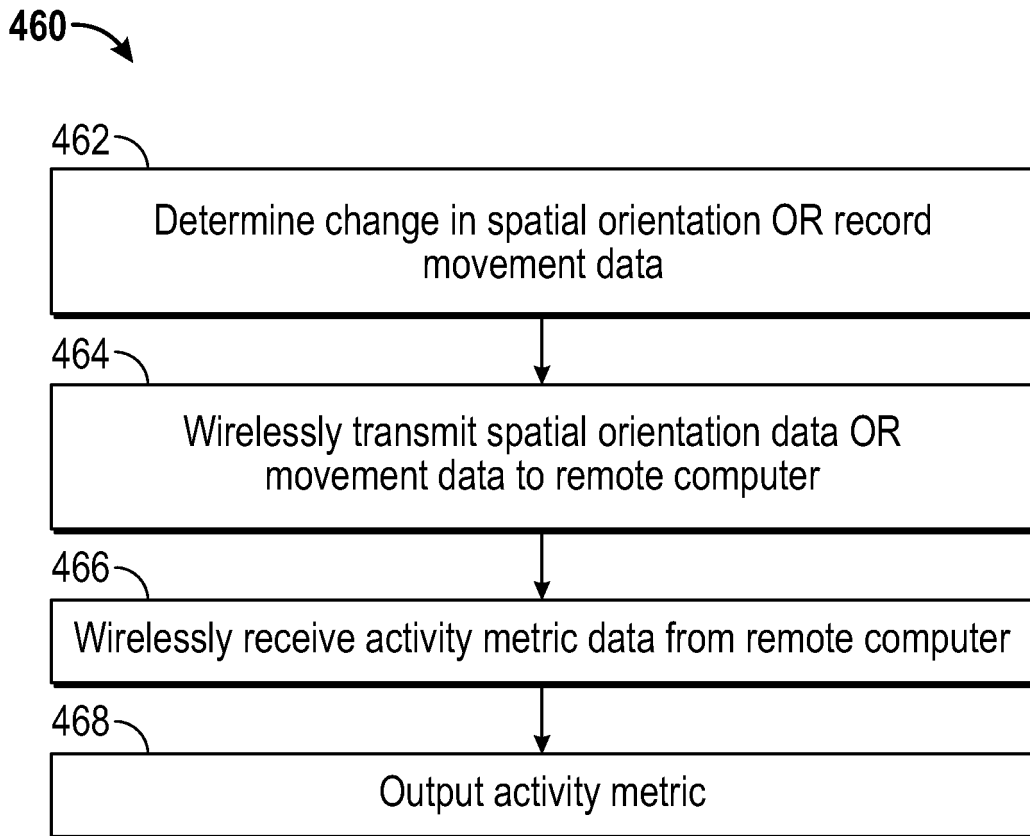 460
462
Determine change in spatial orientation OR record
movement data
464
Wirelessly transmit spatial orientation data OR
movement data to remote computer
466
Wirelessly receive activity metric data from remote computer
468
Output activity metric